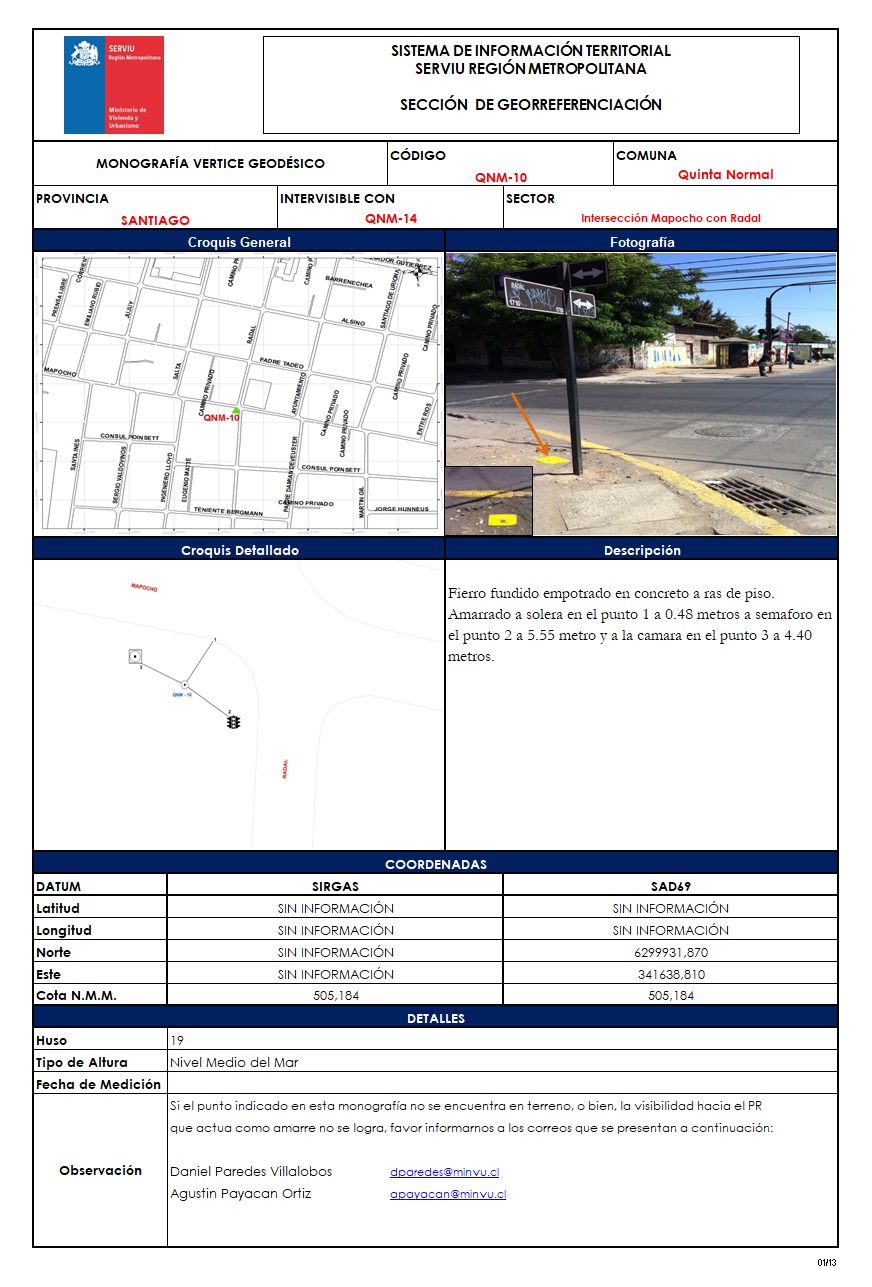 SERVIU
Región Metropolitana
Ministerio de
Vivienda y
Urbanismo
SISTEMA DE INFORMACIÓN TERRITORIAL
SERVIU REGIÓN METROPOLITANA
SECCIÓN DE GEORREFERENCIACIÓN
MONOGRAFÍA VERTICE GEODÉSICO
CÓDIGO
QNM-10
COMUNA
Quinta Normal
PROVINCIA
SANTIAGO
INTERVISIBLE CON
QNM-14
SECTOR
Intersección Mapocho con Radal
Croquis General
Fotografía
PRENSA LIBRE
EMILIANO RUBIO
JUJUY
CAMINO P
CAMINO P
BARRENECHEA
SANTIAGO DE URIONA
ALSINO
CAMINO PRIVADO
RADAL
PADRE TADEO
SALTA
MAPOCHO
CAMINO PRIVADO
AYUNTAMIENTO
CAMINO PRIVADO
CAMINO PRIVADO
CAMINO PRIVADO
ENTRE RIOS
QNM-10
CONSUL POINSETT
SANTA INES
SERGIO VALDOVINOS
INGENIERO LLOYD
EUGENIO MATTE
PADRE DAMIAN DEVEUSTER
CONSUL POINSETT
CAMINO PRIVADO
MARTIN GIL
TENIENTE BERGMANN
JORGE HUNNEUS
RADAL
Croquis Detallado
Descripción
MAPOCHO
1
3
QNM - 10
2
RADAL
Fierro fundido empotrado en concreto a ras de piso.
Amarrado a solera en el punto 1 a 0.48 metros a semaforo en
el punto 2 a 5.55 metro y a la camara en el punto 3 a 4.40
metros.
COORDENADAS
DATUM SIRGAS SAD69
Latitud SIN INFORMACIÓN SIN INFORMACIÓN
Longitud SIN INFORMACIÓN SIN INFORMACIÓN
Norte SIN INFORMACIÓN 6299931,870
Este SIN INFORMACIÓN 341638,810
Cota N.M.M. 505,184 505,184
DETALLES
Huso 19
Tipo de Altura Nivel Medio del Mar
Fecha de Medición
Observación
Si el punto indicado en esta monografía no se encuentra en terreno, o bien, la visibilidad hacia el PR
que actua como amarre no se logra, favor informarnos a los correos que se presentan a continuación:
Daniel Paredes Villalobos dparedes@minvu.cl
Agustin Payacan Ortiz apayacan@minvu.cl
01/13